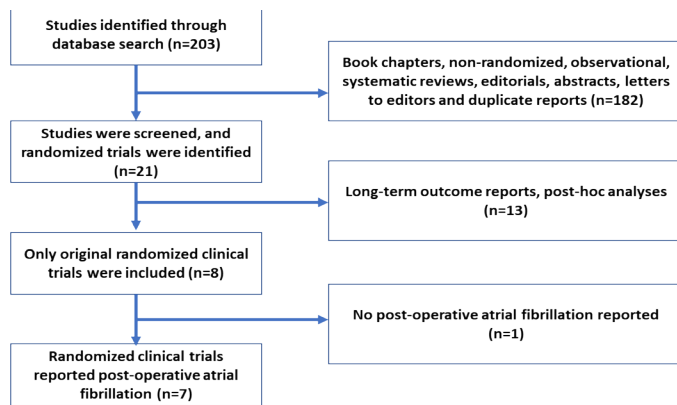 Studies identified through
database search (n=203)
Book chapters, non-randomized, observational,
systematic reviews, editorials, abstracts, letters
to editors and duplicate reports (n=182)
Studies were screened, and
randomized trials were identified
(n=21)
Long-term outcome reports, post-hoc analyses
(n=13)
Only original randomized clinical
trials were included (n=8)
No post-operative atrial fibrillation reported
(n=1)
Randomized clinical trials
reported post-operative atrial
fibrillation (n=7)